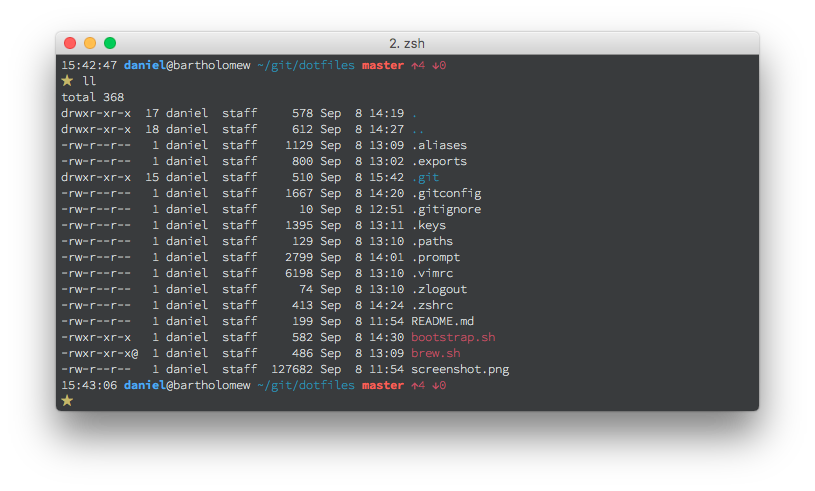 2. zsh
15:42:47 daniel@bartholomew ~/git/dotfiles master ↑4 ↓0
★ ll
total 368
drwxr-xr-x  17 daniel  staff     578 Sep  8 14:19 .
drwxr-xr-x  18 daniel  staff     612 Sep  8 14:27 ..
-rw-r--r--   1 daniel  staff    1129 Sep  8 13:09 .aliases
-rw-r--r--   1 daniel  staff     800 Sep  8 13:02 .exports
drwxr-xr-x  15 daniel  staff     510 Sep  8 15:42 .git
-rw-r--r--   1 daniel  staff    1667 Sep  8 14:20 .gitconfig
-rw-r--r--   1 daniel  staff      10 Sep  8 12:51 .gitignore
-rw-r--r--   1 daniel  staff    1395 Sep  8 13:11 .keys
-rw-r--r--   1 daniel  staff     129 Sep  8 13:10 .paths
-rw-r--r--   1 daniel  staff    2799 Sep  8 14:01 .prompt
-rw-r--r--   1 daniel  staff    6198 Sep  8 13:10 .vimrc
-rw-r--r--   1 daniel  staff      74 Sep  8 13:10 .zlogout
-rw-r--r--   1 daniel  staff     413 Sep  8 14:24 .zshrc
-rw-r--r--   1 daniel  staff     199 Sep  8 11:54 README.md
-rwxr-xr-x   1 daniel  staff     582 Sep  8 14:30 bootstrap.sh
-rwxr-xr-x@  1 daniel  staff     486 Sep  8 13:09 brew.sh
-rw-r--r--   1 daniel  staff  127682 Sep  8 11:54 screenshot.png
15:43:06 daniel@bartholomew ~/git/dotfiles master ↑4 ↓0
★